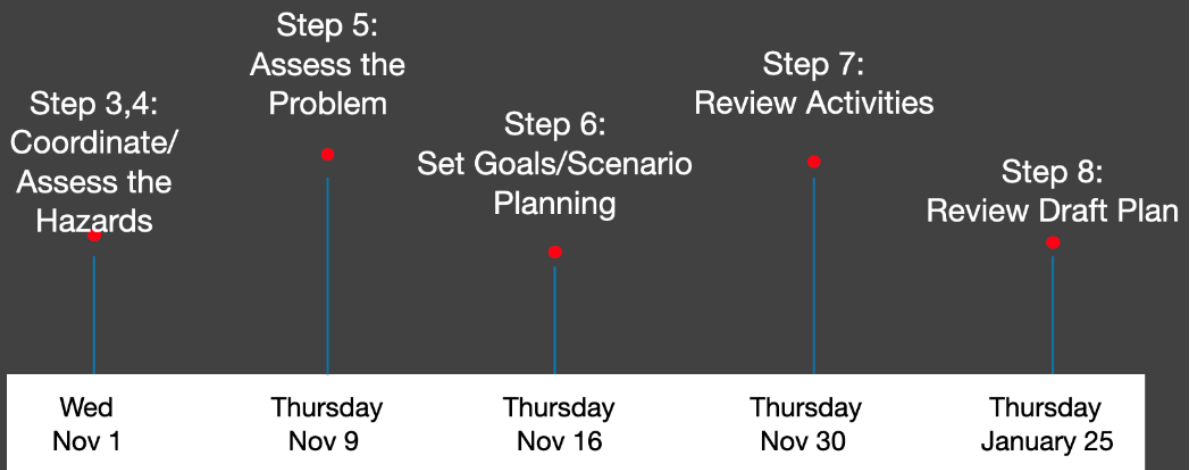 Step 3,4:
Coordinate/
Assess the
Hazards
Step 5:
Assess the
Problem
Step 6:
Set Goals/Scenario
Planning
Step 7:
Review Activities
Step 8:
Review Draft Plan
Wed
Nov 1
Thursday
Nov 9
Thursday
Nov 16
Thursday
Nov 30
Thursday
January 25